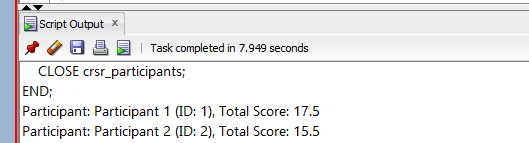 Script Output x
Task completed in 7.949 seconds
CLOSE crsr_participants;
END;
Participant: Participant 1 (ID: 1), Total Score: 17.5
Participant: Participant 2 (ID: 2), Total Score: 15.5